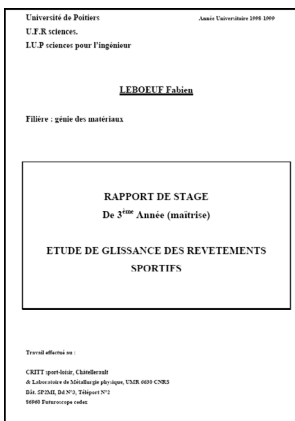 Université de Poitiers Année Universitaire 1998-1999
U.F.R sciences.
I.U.P sciences pour l'ingénieur
LEBOEUF Fabien
Filière : génie des matériaux
RAPPORT DE STAGE
De 3ème Année (maîtrise)
ETUDE DE GLISSANCE DES REVETEMENTS
SPORTIFS
Travail effectué au :
CRITT sport-loisir, Châtellerault
& Laboratoire de Métallurgie physique, UMR 6630 CNRS
Bât. SP2MI, Bd N°3, Téléport N°2
86960 Futuroscope cedex